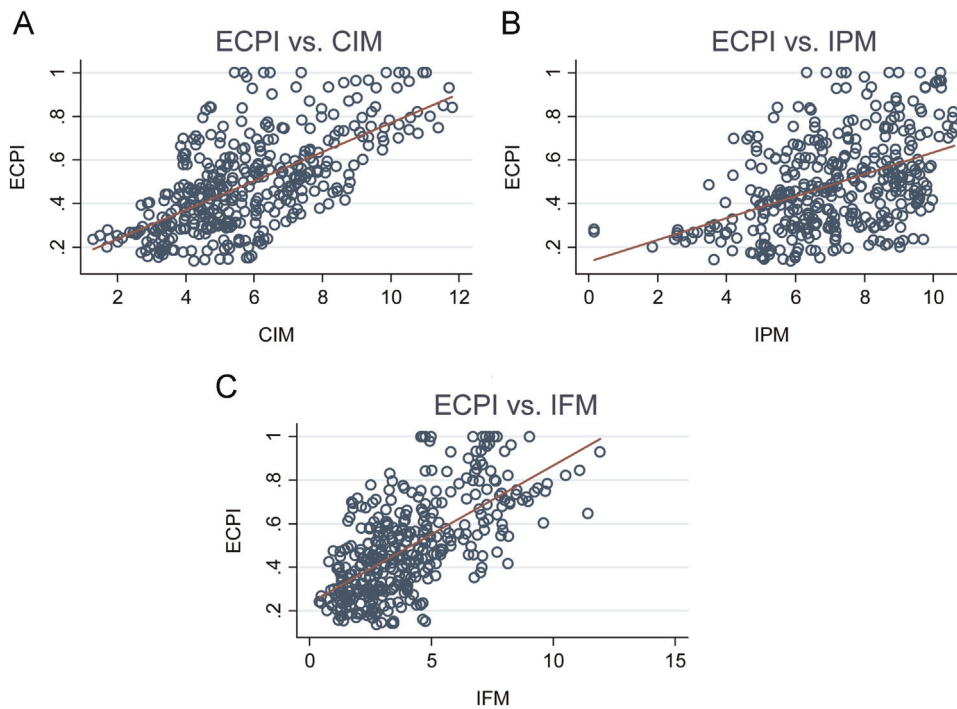 A
ECPI vs. CIM
ECPI
1
.8
.6
.4
.2
2 4 6 8 10 12
CIM
B
ECPI vs. IPM
ECPI
1
.8
.6
.4
.2
0 2 4 6 8 10
IPM
C
ECPI vs. IFM
ECPI
1
.8
.6
.4
.2
0 5 10 15
IFM